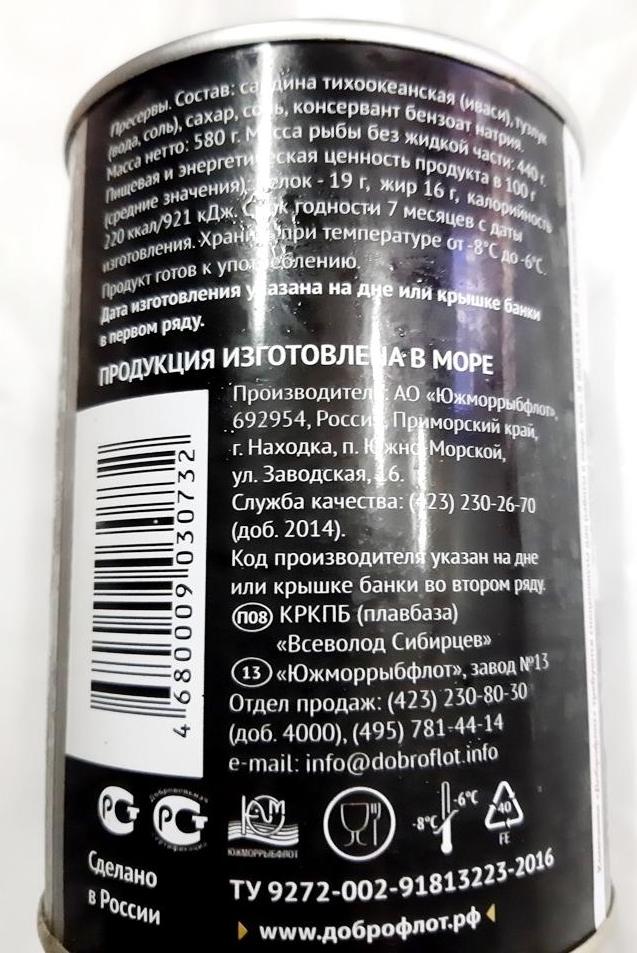 Пресервы. Состав: сардина тихоокеанская (иваси), тузлук
(вода, соль), сахар, соль, консервант бензоат натрия.
Масса нетто: 580 г. Масса рыбы без жидкой части: 440 г.
Пищевая и энергетическая ценность продукта в 100 г
(средние значения): белок - 19 г, жир 16 г, калорийность
220 ккал/921 кДж. Срок годности 7 месяцев с даты
изготовления. Хранить при температуре от -8°С до -6°С.
Продукт готов к употреблению.
Дата изготовления указана на дне или крышке банки
в первом ряду.
ПРОДУКЦИЯ ИЗГОТОВЛЕНА В МОРЕ
Производитель: АО «Южморрыбфлот»,
692954, Россия, Приморский край,
г. Находка, п. Южно-Морской,
ул. Заводская, 16.
Служба качества: (423) 230-26-70
(доб. 2014).
Код производителя указан на дне
или крышке банки во втором ряду.
П08 КРКПБ (плавбаза)
«Всеволод Сибирцев»
13 «Южморрыбфлот», завод №13
Отдел продаж: (423) 230-80-30
(доб. 4000), (495) 781-44-14
e-mail: info@dobroflot.info
4 680009 030732
РСТ
Добровольная
РСТ
сертификация
ЮЖМОРРЫБФЛОТ
-8°С
-6°С
40
FE
Сделано
в России
ТУ 9272-002-91813223-2016
www.доброфлот.рф